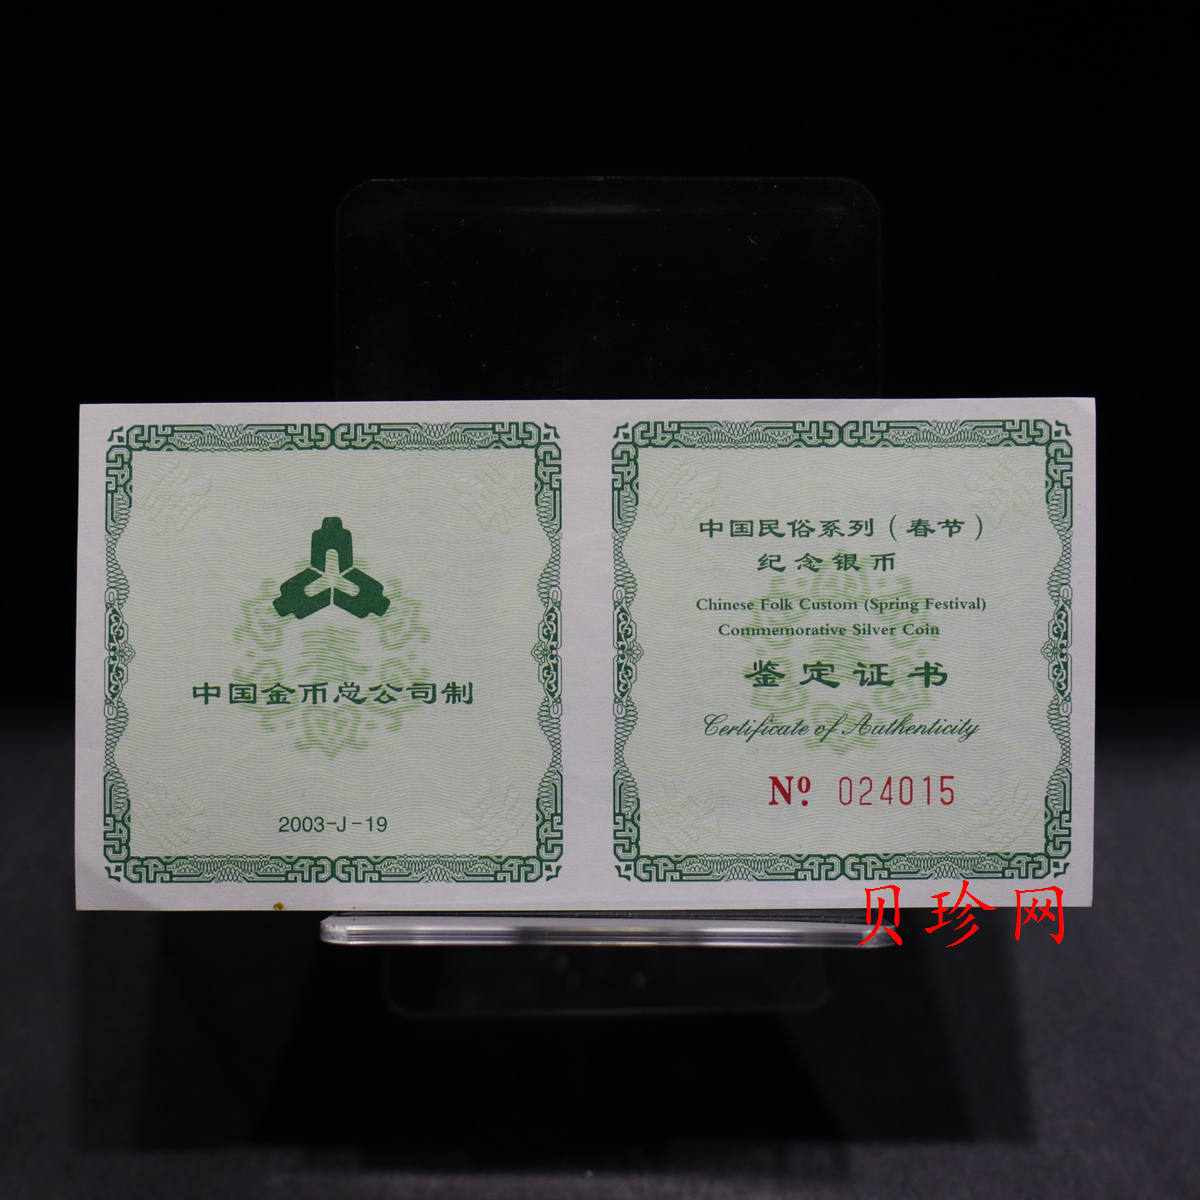 中国金币总公司制
2003-J-19
中国民俗系列(春节)
纪念银币
Chinese Folk Custom (Spring Festival)
Commemorative Silver Coin
鉴定证书
Certificate of Authenticity
Nº. 024015
贝珍网